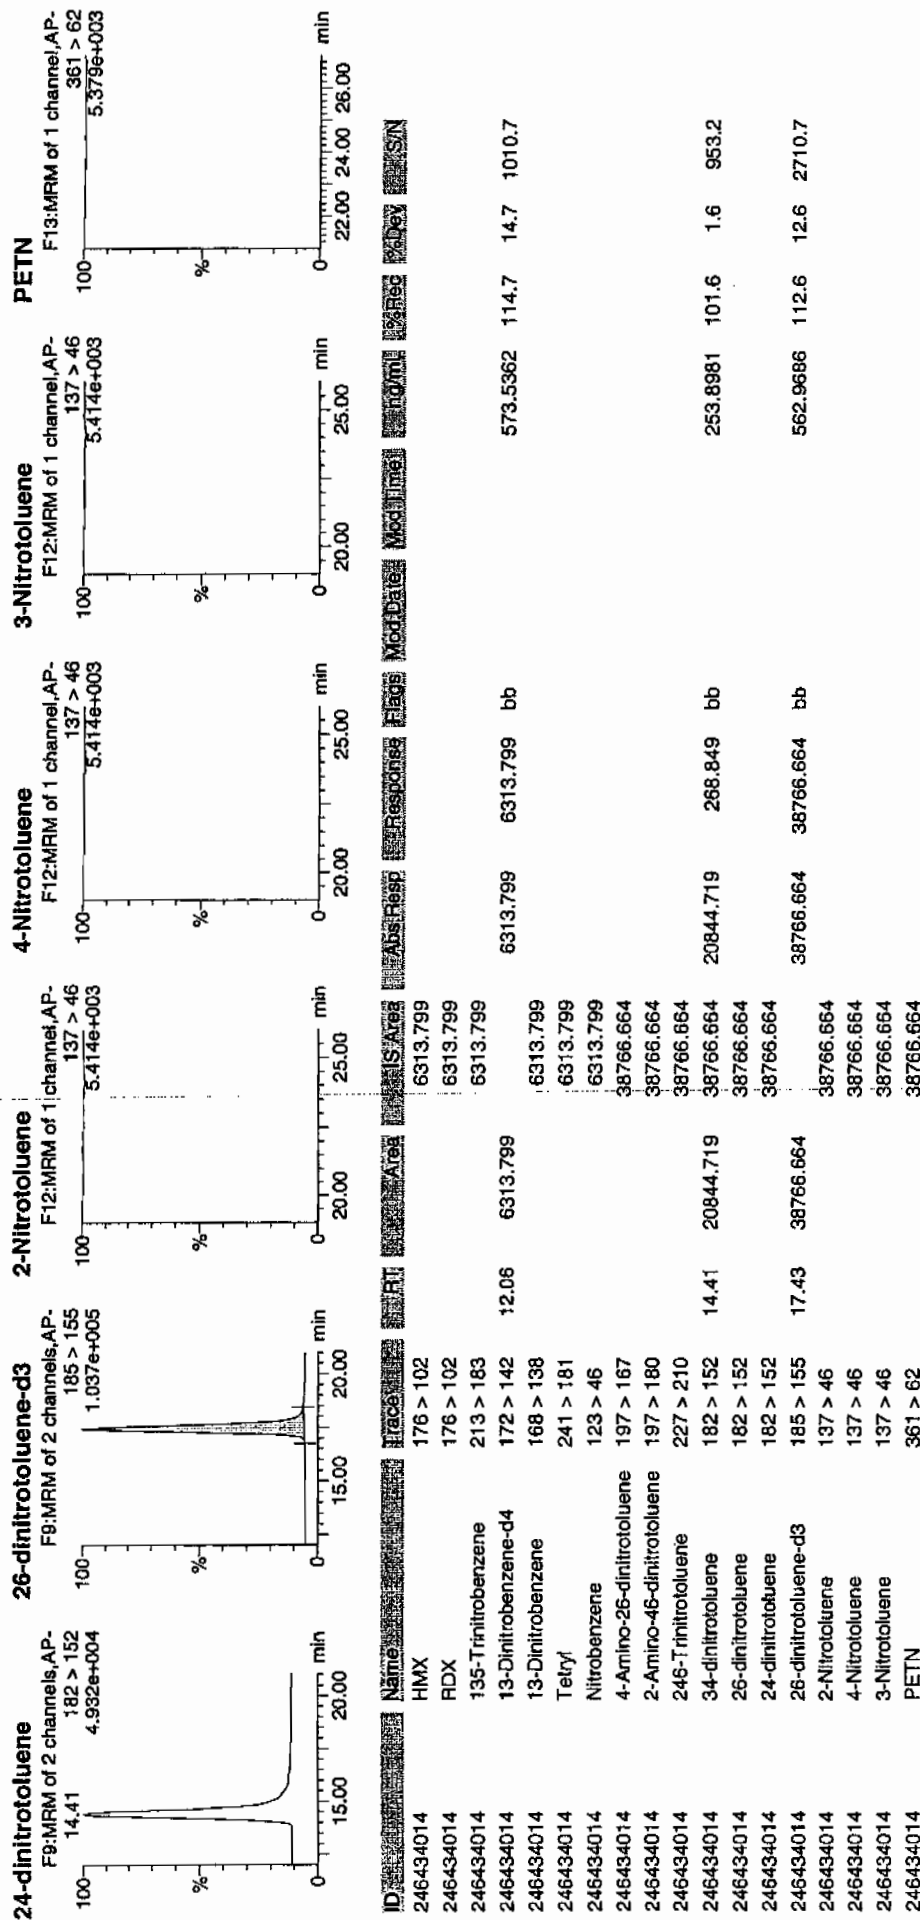 24-dinitrotoluene
F9:MRM of 2 channels,AP-
14.41 182 > 152
4.932e+004
100
%
0
15.00 20.00 min
26-dinitrotoluene-d3
F9:MRM of 2 channels,AP-
185 > 155
1.037e+005
100
%
0
15.00 20.00 min
2-Nitrotoluene
F12:MRM of 1 channel,AP-
137 > 46
5.414e+003
100
%
0
20.00 25.00 min
4-Nitrotoluene
F12:MRM of 1 channel,AP-
137 > 46
5.414e+003
100
%
0
20.00 25.00 min
3-Nitrotoluene
F12:MRM of 1 channel,AP-
137 > 46
5.414e+003
100
%
0
20.00 25.00 min
PETN
F13:MRM of 1 channel,AP-
361 > 62
5.379e+003
100
%
0
22.00 24.00 26.00 min
ID Name Trace RT Area IS Area Abs Resp Response Flags Mod Date Mod Time ng/mL %Rec %Dev S/N
246434014 HMX 176 > 102 6313.799
246434014 RDX 176 > 102 6313.799
246434014 135-Trinitrobenzene 213 > 183 6313.799
246434014 13-Dinitrobenzene-d4 172 > 142 12.06 6313.799 6313.799 6313.799 bb 573.5362 114.7 14.7 1010.7
246434014 13-Dinitrobenzene 168 > 138 6313.799
246434014 Tetryl 241 > 181 6313.799
246434014 Nitrobenzene 123 > 46 6313.799
246434014 4-Amino-26-dinitrotoluene 197 > 167 38766.664
246434014 2-Amino-46-dinitrotoluene 197 > 180 38766.664
246434014 246-Trinitrotoluene 227 > 210 38766.664
246434014 34-dinitrotoluene 182 > 152 14.41 20844.719 38766.664 20844.719 268.849 bb 253.8981 101.6 1.6 953.2
246434014 26-dinitrotoluene 182 > 152 38766.664
246434014 24-dinitrotoluene 182 > 152 38766.664
246434014 26-dinitrotoluene-d3 185 > 155 17.43 38766.664 38766.664 38766.664 bb 562.9686 112.6 12.6 2710.7
246434014 2-Nitrotoluene 137 > 46 38766.664
246434014 4-Nitrotoluene 137 > 46 38766.664
246434014 3-Nitrotoluene 137 > 46 38766.664
246434014 PETN 361 > 62 38766.664